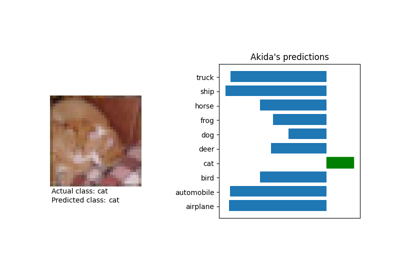 Akida's predictions
truck
ship
horse
frog
dog
deer
cat
bird
automobile
airplane
Actual class: cat
Predicted class: cat